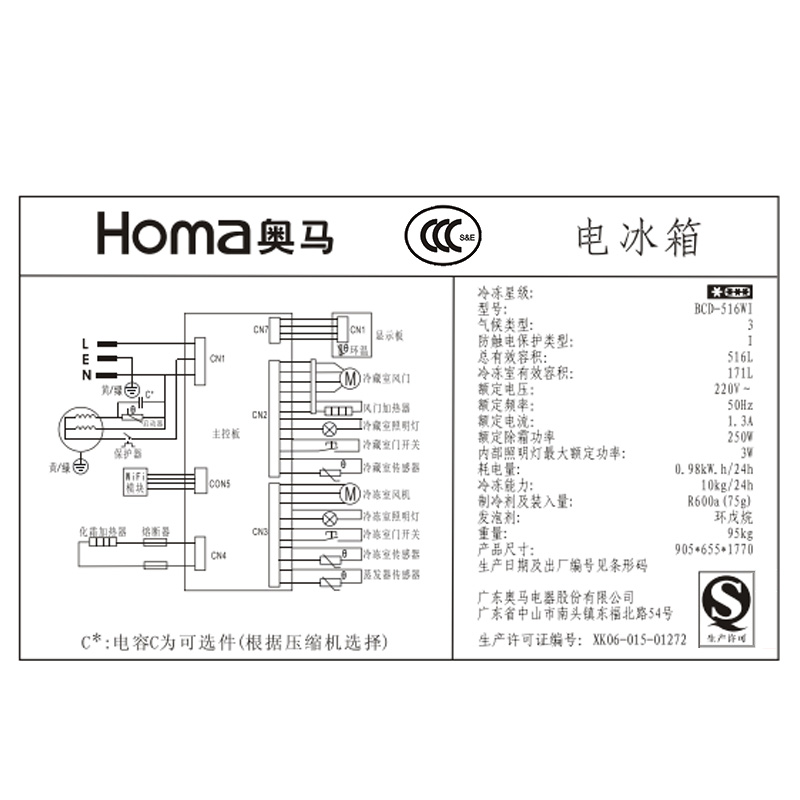 Homa奥马
CCC S&E
电冰箱
L
E
N
黄/绿
C*
θ
启动器
保护器
黄/绿
WiFi
模块
化霜加热器
熔断器
CN1
主控板
CON5
CN4
CN7
CN2
CN3
CN1
显示板
θ
环温
M
冷藏室风门
风门加热器
冷藏室照明灯
冷藏室门开关
θ
冷藏室传感器
M
冷冻室风机
冷冻室照明灯
冷冻室门开关
θ
冷冻室传感器
θ
蒸发器传感器
C*:电容C为可选件(根据压缩机选择)
冷冻星级:
型号: BCD-516WI
气候类型: 3
防触电保护类型: I
总有效容积: 516L
冷冻室有效容积: 171L
额定电压: 220V～
额定频率: 50Hz
额定电流: 1.3A
额定除霜功率 250W
内部照明灯最大额定功率: 3W
耗电量: 0.98kW.h/24h
冷冻能力: 10kg/24h
制冷剂及装入量: R600a(75g)
发泡剂: 环戊烷
重量: 95kg
产品尺寸: 905*655*1770
生产日期及出厂编号见条形码
广东奥马电器股份有限公司
广东省中山市南头镇东福北路54号
生产许可证编号: XK06-015-01272
生产许可